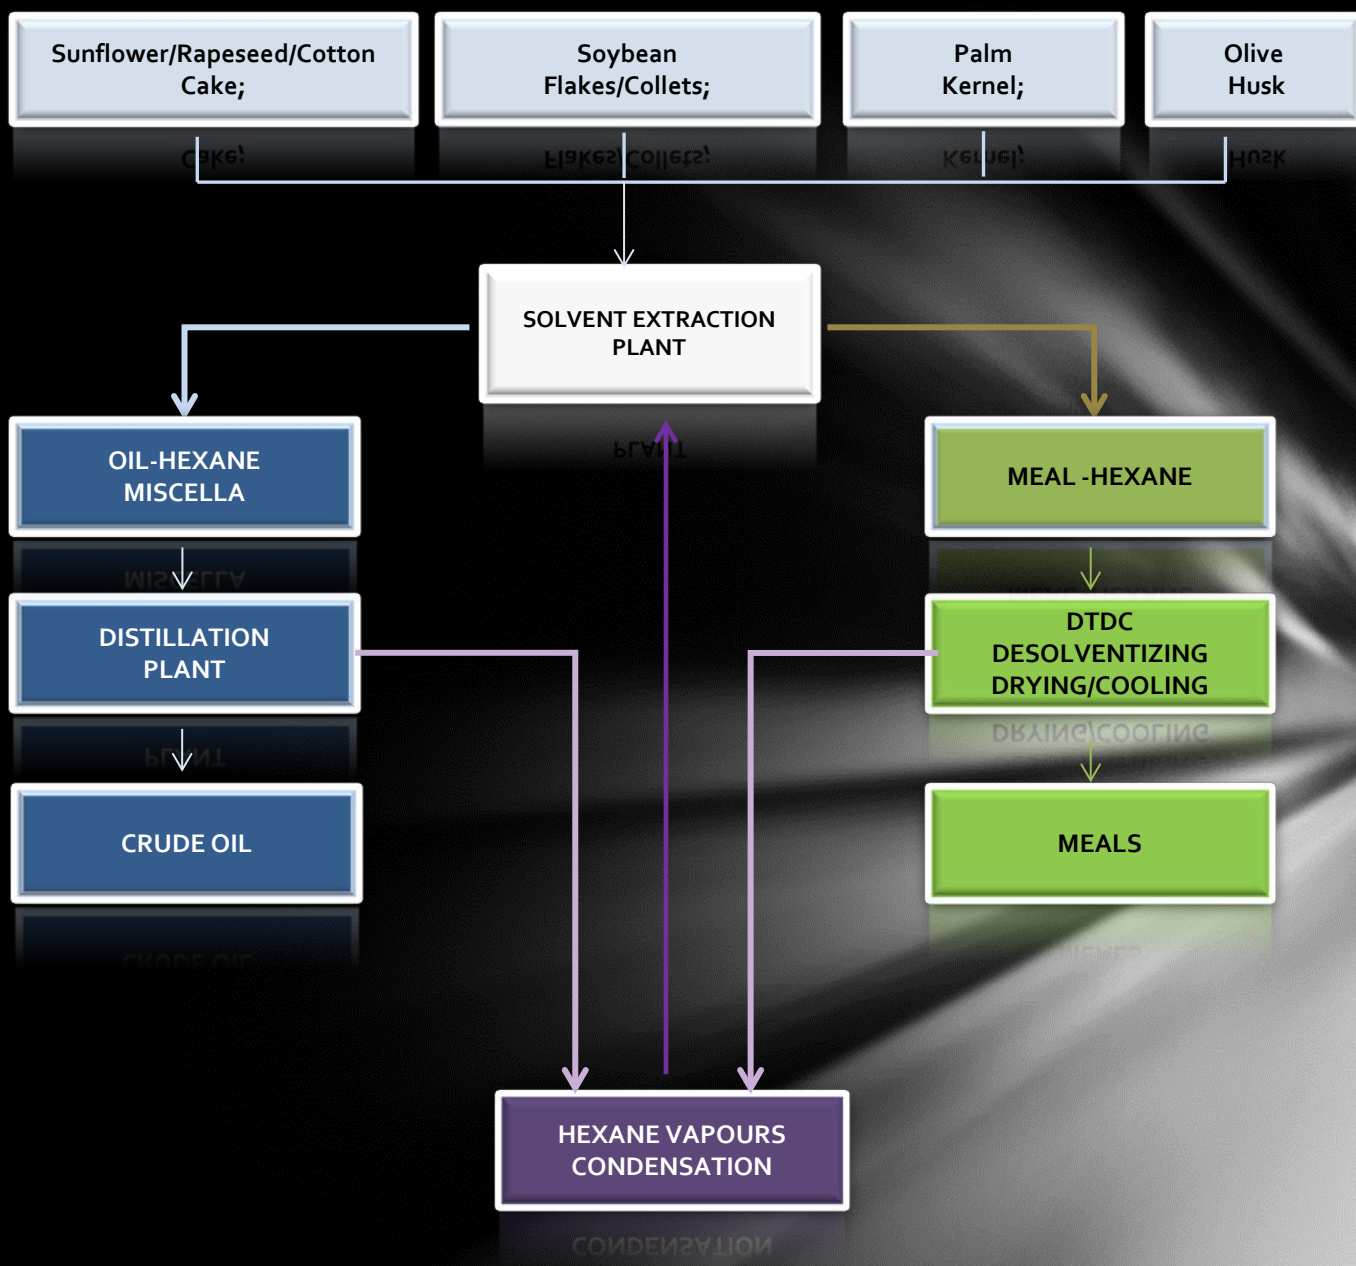 Sunflower/Rapeseed/Cotton
Cake;
Soybean
Flakes/Collets;
Palm
Kernel;
Olive
Husk
SOLVENT EXTRACTION
PLANT
OIL-HEXANE
MISCELLA
MEAL -HEXANE
DISTILLATION
PLANT
DTDC
DESOLVENTIZING
DRYING/COOLING
CRUDE OIL
MEALS
HEXANE VAPOURS
CONDENSATION